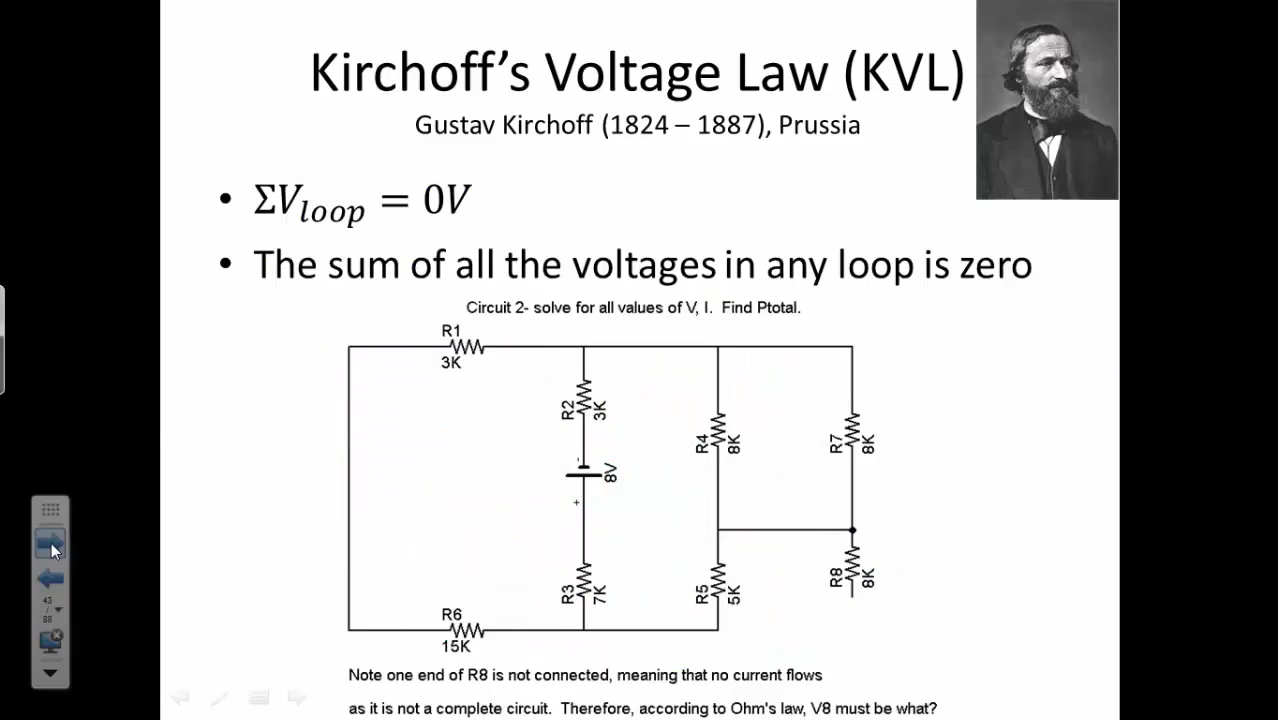 Kirchoff's Voltage Law (KVL)
Gustav Kirchoff (1824 – 1887), Prussia
• ΣV_loop = 0V
• The sum of all the voltages in any loop is zero
Circuit 2- solve for all values of V, I. Find Ptotal.
R1
3K
R2
3K
-
8V
+
R4
8K
R7
8K
R3
7K
R5
5K
R8
8K
R6
15K
43
/
88
Note one end of R8 is not connected, meaning that no current flows
as it is not a complete circuit. Therefore, according to Ohm's law, V8 must be what?